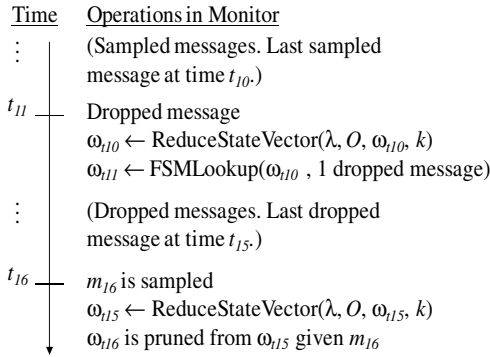 Time Operations in Monitor
⋮ (Sampled messages. Last sampled
message at time t10.)
t11 Dropped message
ωt10 ← ReduceStateVector(λ, O, ωt10, k)
ωt11 ← FSMLookup(ωt10 , 1 dropped message)
⋮ (Dropped messages. Last dropped
message at time t15.)
t16 m16 is sampled
ωt15 ← ReduceStateVector(λ, O, ωt15, k)
ωt16 is pruned from ωt15 given m16